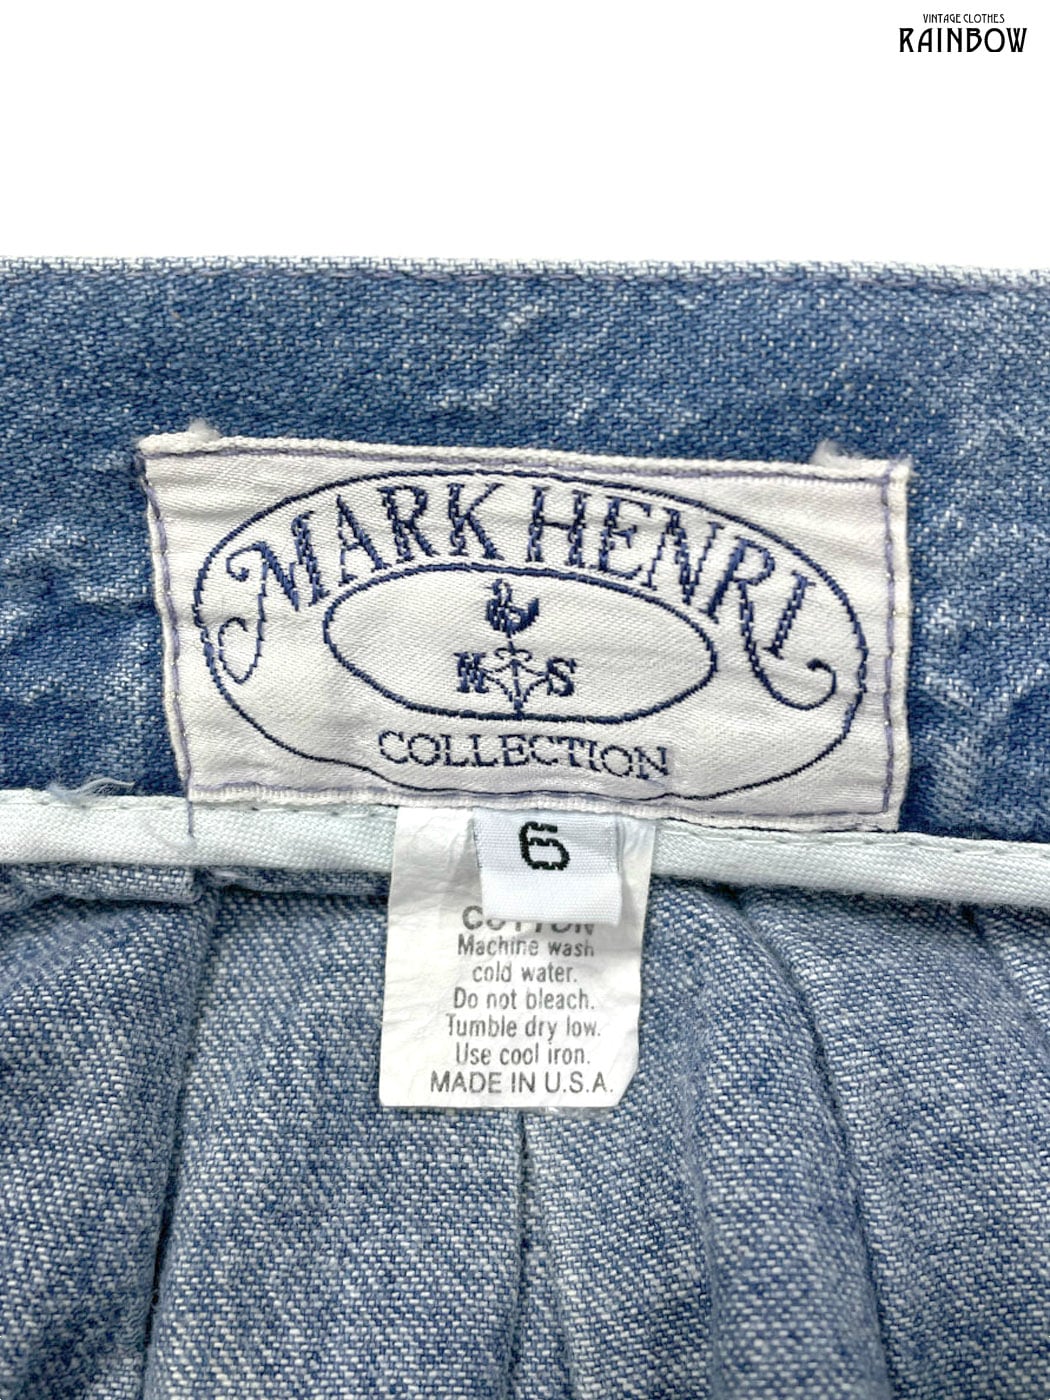 VINTAGE CLOTHES
RAINBOW
MARK HENRI
W S
COLLECTION
6
COTTON
Machine wash
cold water.
Do not bleach.
Tumble dry low.
Use cool iron.
MADE IN U.S.A.